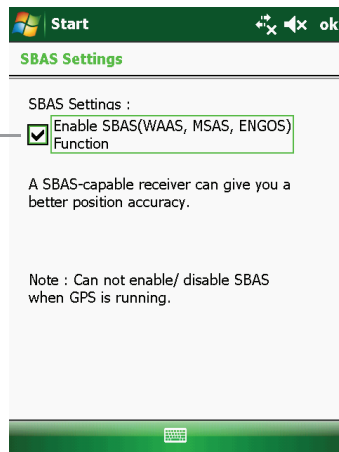 Start
ok
SBAS Settings
SBAS Settings :
Enable SBAS(WAAS, MSAS, ENGOS)
Function
A SBAS-capable receiver can give you a
better position accuracy.
Note : Can not enable/ disable SBAS
when GPS is running.